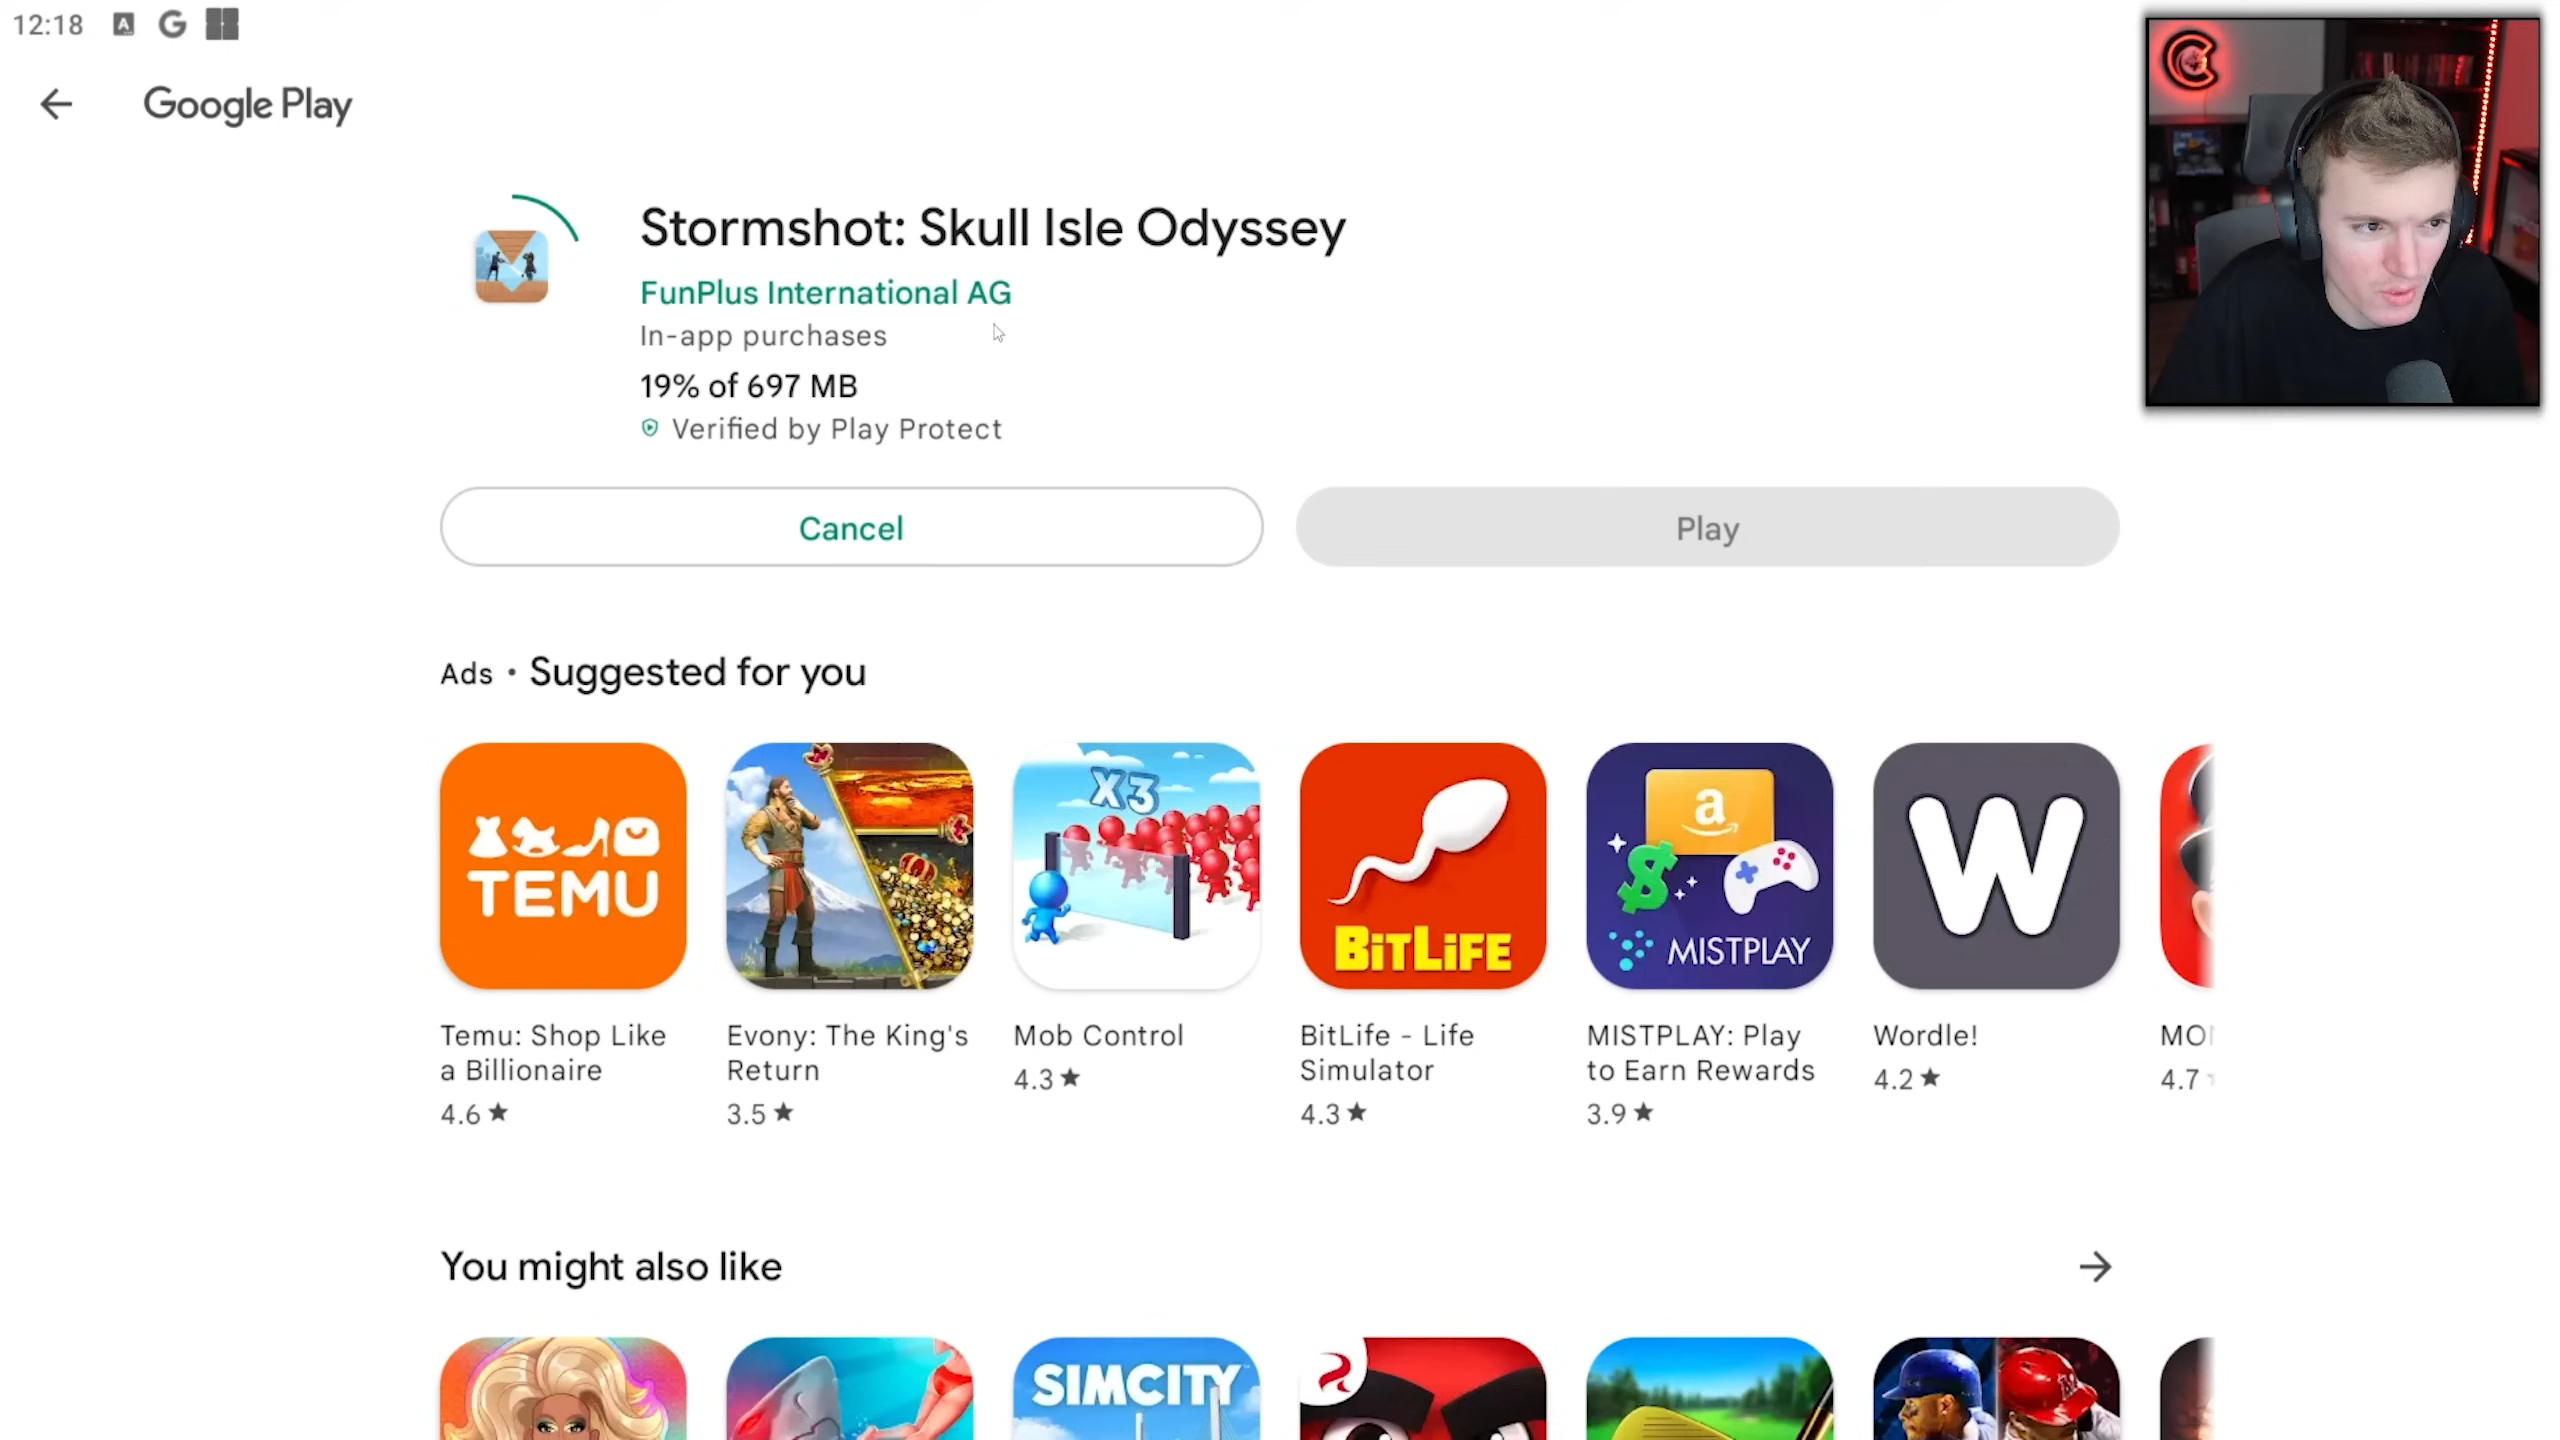 12:18
Google Play
Stormshot: Skull Isle Odyssey
FunPlus International AG
In-app purchases
19% of 697 MB
Verified by Play Protect
Cancel
Play
Ads • Suggested for you
TEMU
X3
BITLIFE
a
$
MISTPLAY
W
Temu: Shop Like
a Billionaire
4.6 ★
Evony: The King's
Return
3.5 ★
Mob Control
4.3 ★
BitLife - Life
Simulator
4.3 ★
MISTPLAY: Play
to Earn Rewards
3.9 ★
Wordle!
4.2 ★
4.7
You might also like
SIMCITY